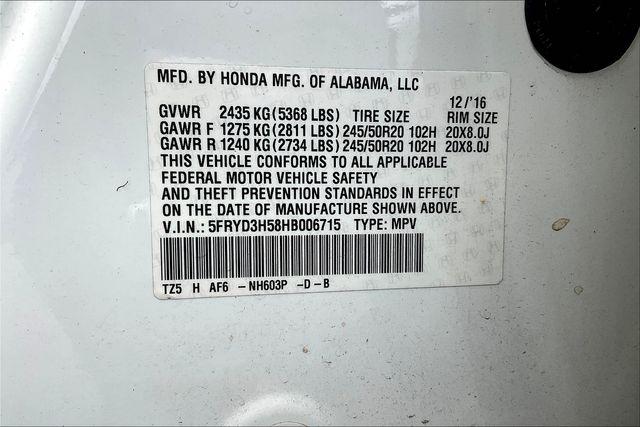 MFD. BY HONDA MFG. OF ALABAMA, LLC
12/'16
GVWR 2435 KG(5368 LBS) TIRE SIZE RIM SIZE
GAWR F 1275 KG(2811 LBS) 245/50R20 102H 20X8.0J
GAWR R 1240 KG(2734 LBS) 245/50R20 102H 20X8.0J
THIS VEHICLE CONFORMS TO ALL APPLICABLE
FEDERAL MOTOR VEHICLE SAFETY
AND THEFT PREVENTION STANDARDS IN EFFECT
ON THE DATE OF MANUFACTURE SHOWN ABOVE.
V.I.N.: 5FRYD3H58HB006715 TYPE: MPV
TZ5 H AF6 -NH603P -D-B